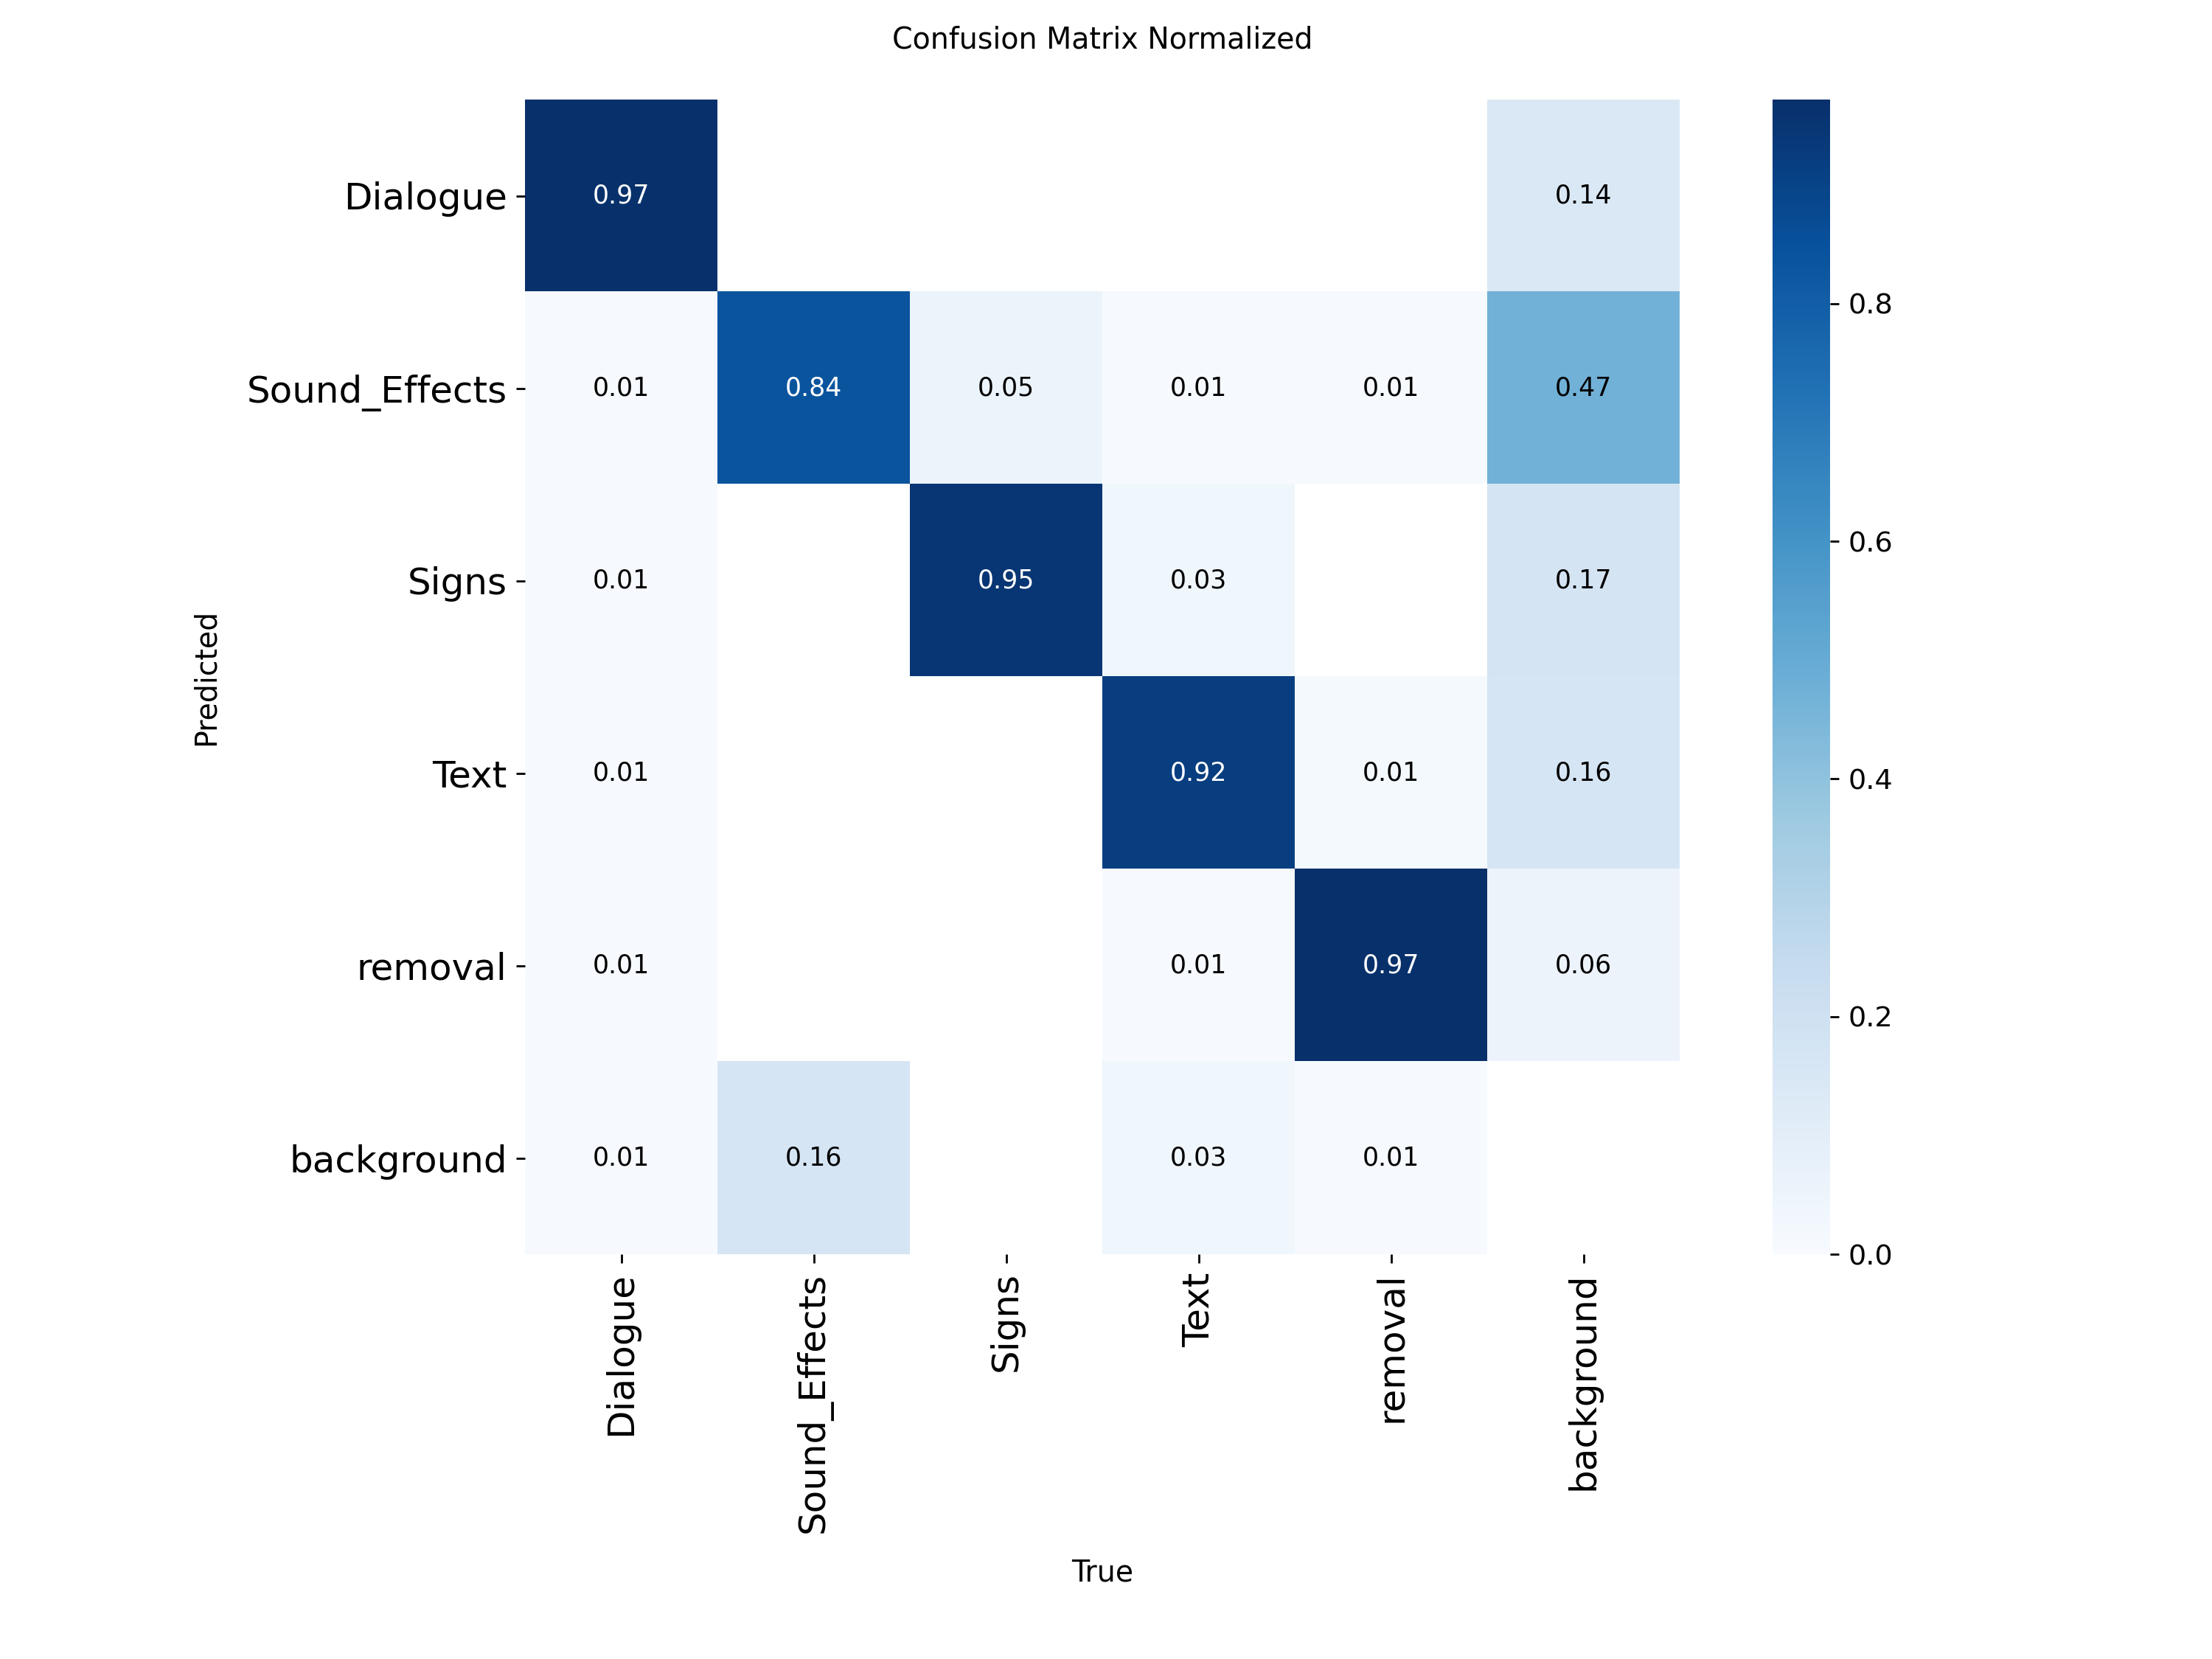 Confusion Matrix Normalized
Dialogue 0.97 0.14
Sound_Effects 0.01 0.84 0.05 0.01 0.01 0.47
Signs 0.01 0.95 0.03 0.17
Text 0.01 0.92 0.01 0.16
removal 0.01 0.01 0.97 0.06
background 0.01 0.16 0.03 0.01
Predicted
Dialogue Sound_Effects Signs Text removal background
True
0.8
0.6
0.4
0.2
0.0